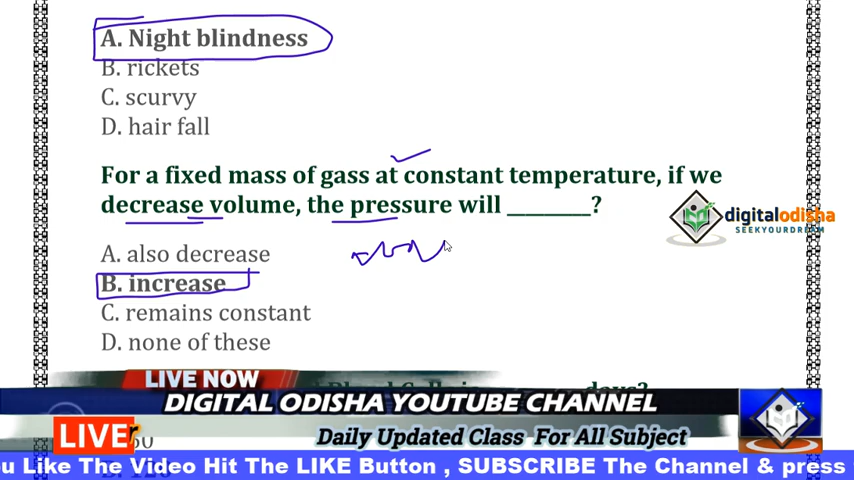 A. Night blindness
B. rickets
C. scurvy
D. hair fall
For a fixed mass of gass at constant temperature, if we
decrease volume, the pressure will ________?
digitalodisha
SEEKYOURDREAM
A. also decrease
B. increase
C. remains constant
D. none of these
LIVE NOW
days?
DIGITAL ODISHA YOUTUBE CHANNEL
LIVE
Daily Updated Class For All Subject
ou Like The Video Hit The LIKE Button , SUBSCRIBE The Channel & press